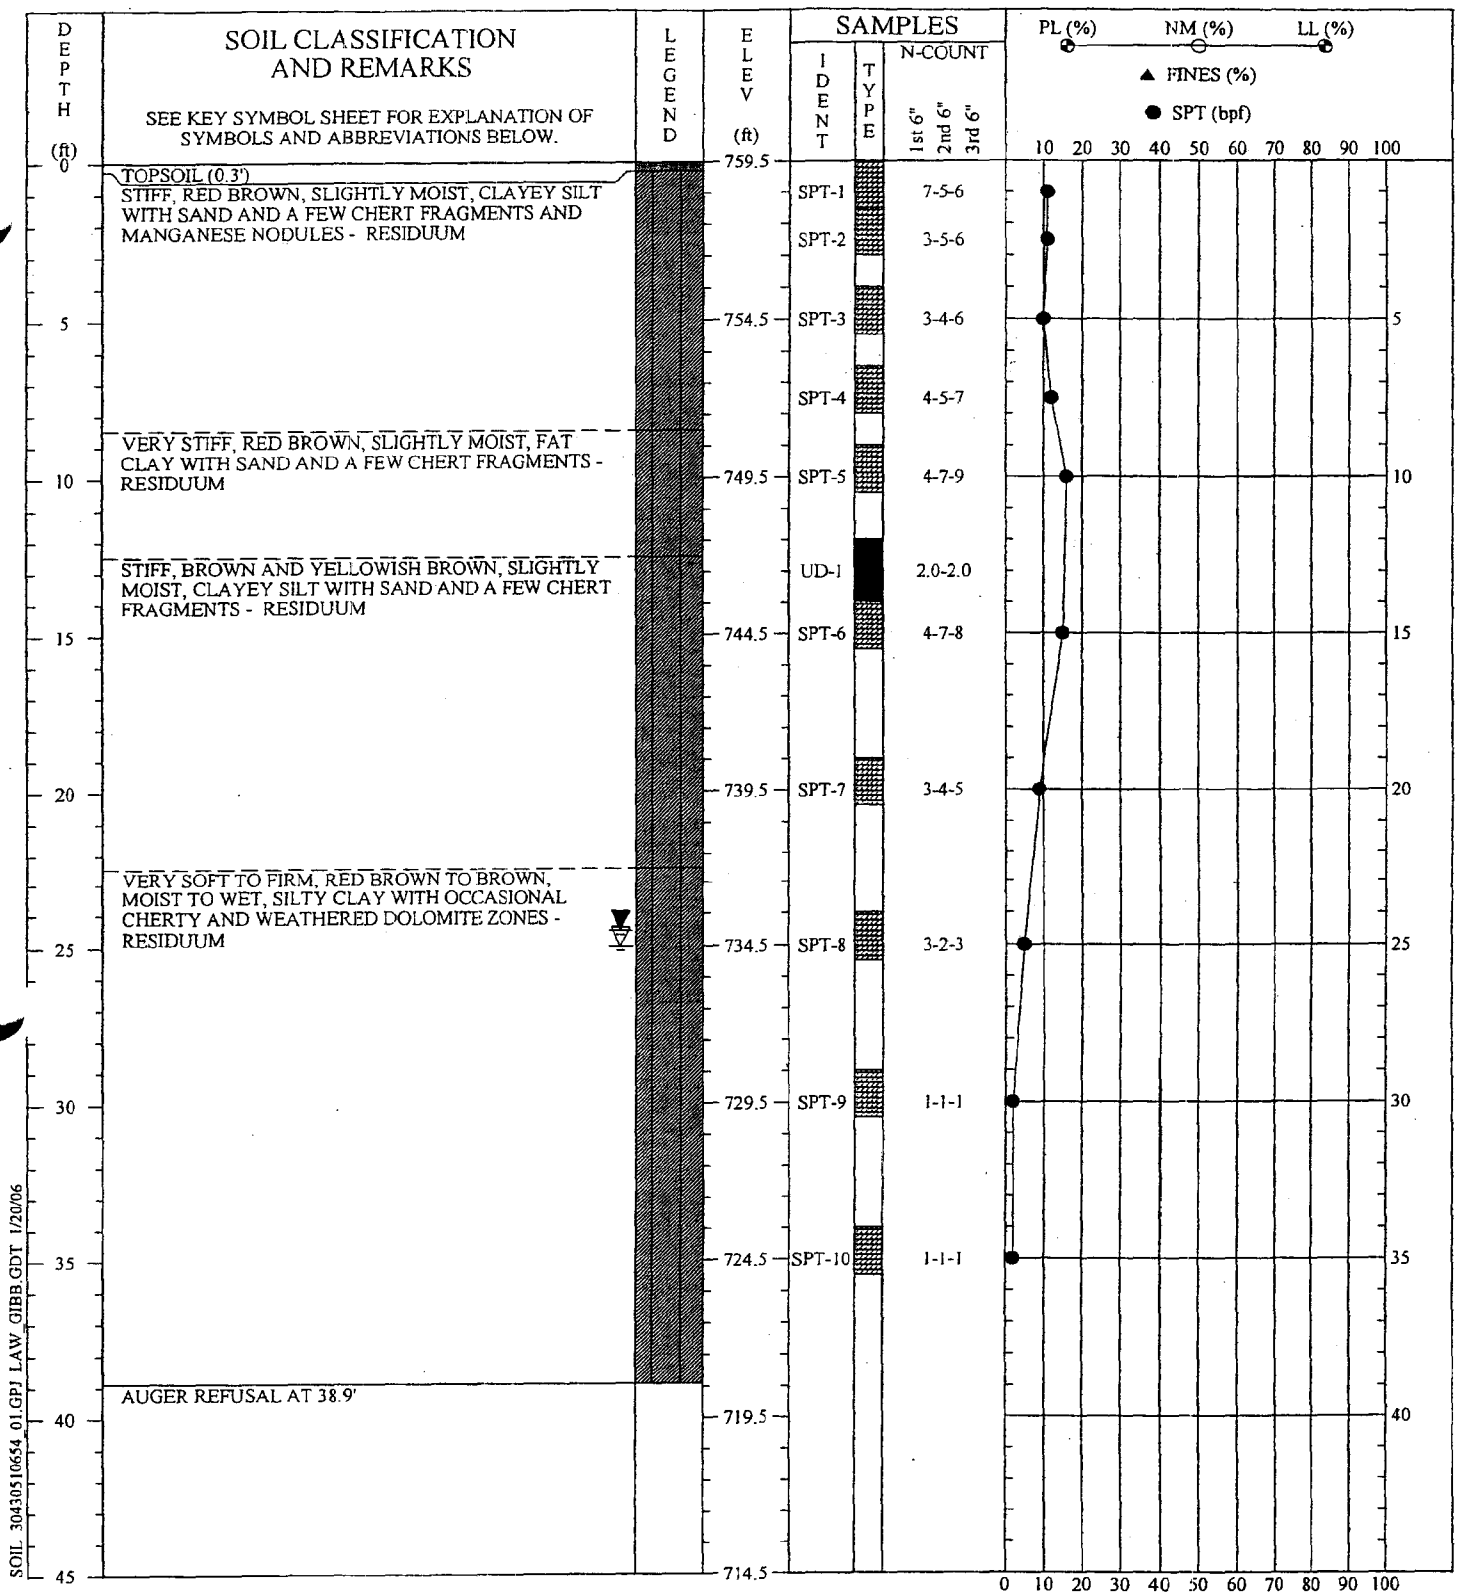 DEPTH
(ft)
SOIL CLASSIFICATION
AND REMARKS
SEE KEY SYMBOL SHEET FOR EXPLANATION OF
SYMBOLS AND ABBREVIATIONS BELOW.
LEGEND
ELEV
(ft)
SAMPLES
IDENT
TYPE
N-COUNT
1st 6"
2nd 6"
3rd 6"
PL (%) NM (%) LL (%)
▲ FINES (%)
● SPT (bpf)
10 20 30 40 50 60 70 80 90 100
0 759.5
TOPSOIL (0.3')
STIFF, RED BROWN, SLIGHTLY MOIST, CLAYEY SILT
WITH SAND AND A FEW CHERT FRAGMENTS AND
MANGANESE NODULES - RESIDUUM
SPT-1 7-5-6
SPT-2 3-5-6
5 754.5 SPT-3 3-4-6 5
SPT-4 4-5-7
VERY STIFF, RED BROWN, SLIGHTLY MOIST, FAT
CLAY WITH SAND AND A FEW CHERT FRAGMENTS -
RESIDUUM
10 749.5 SPT-5 4-7-9 10
STIFF, BROWN AND YELLOWISH BROWN, SLIGHTLY
MOIST, CLAYEY SILT WITH SAND AND A FEW CHERT
FRAGMENTS - RESIDUUM
UD-1 2.0-2.0
15 744.5 SPT-6 4-7-8 15
20 739.5 SPT-7 3-4-5 20
VERY SOFT TO FIRM, RED BROWN TO BROWN,
MOIST TO WET, SILTY CLAY WITH OCCASIONAL
CHERTY AND WEATHERED DOLOMITE ZONES -
RESIDUUM
25 734.5 SPT-8 3-2-3 25
30 729.5 SPT-9 1-1-1 30
35 724.5 SPT-10 1-1-1 35
AUGER REFUSAL AT 38.9'
40 719.5 40
45 714.5
0 10 20 30 40 50 60 70 80 90 100
SOIL 30430510654_01.GPJ LAW_GIBB.GDT 1/20/06